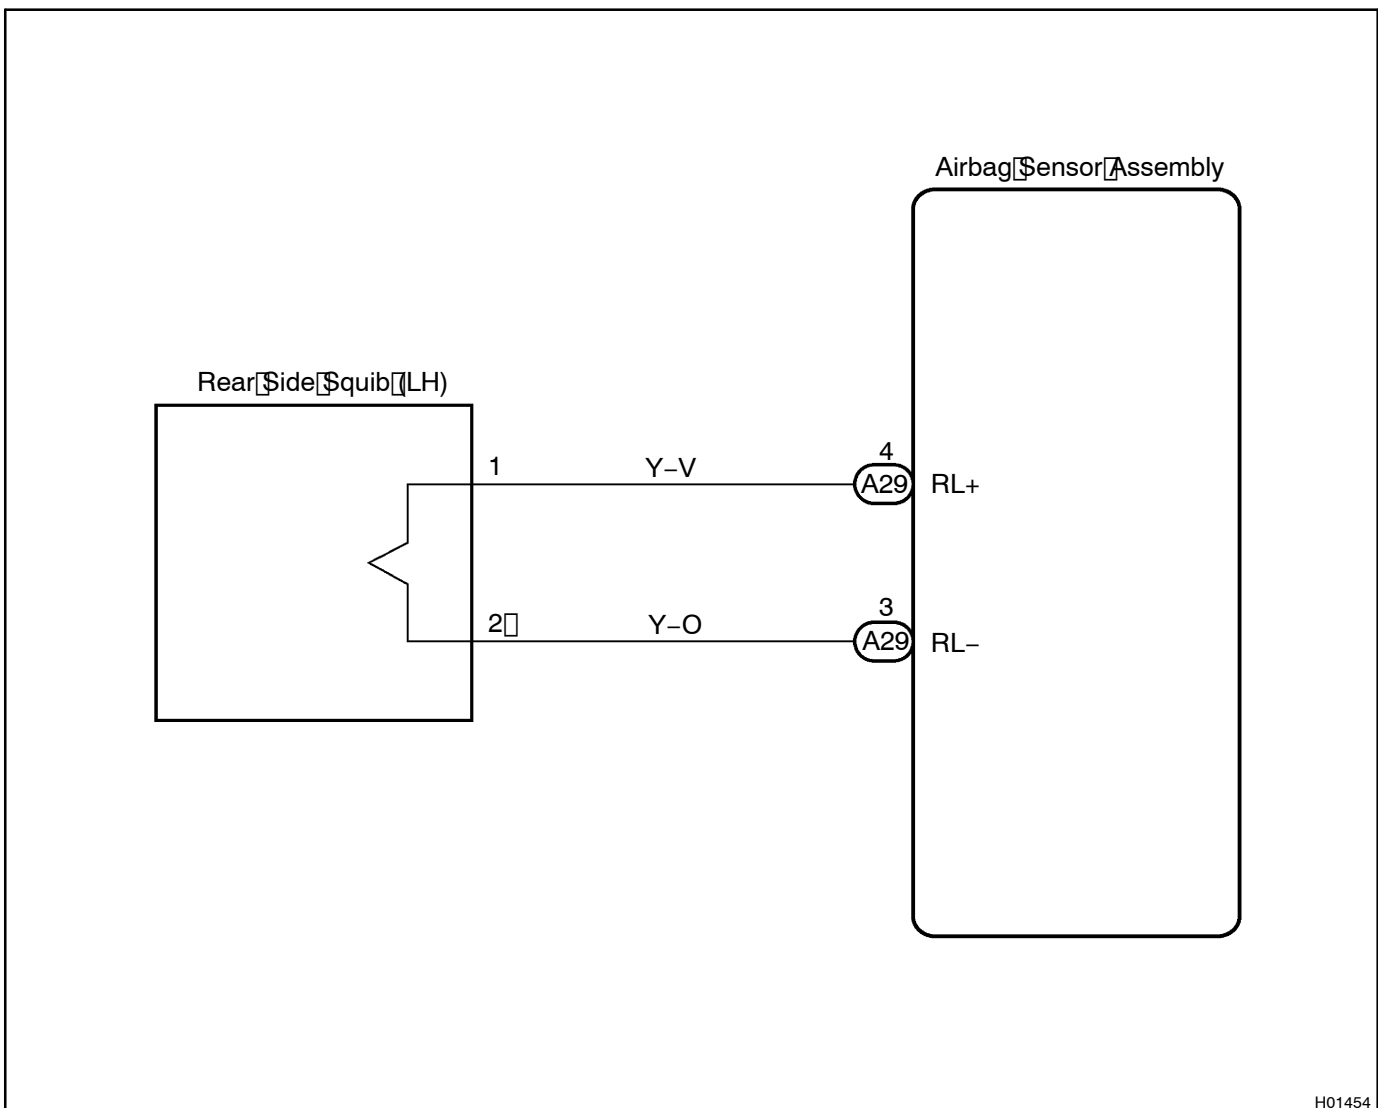 Airbag Sensor Assembly
Rear Side Squib (LH)
1 Y–V 4
A29 RL+
2 Y–O 3
A29 RL–
H01454